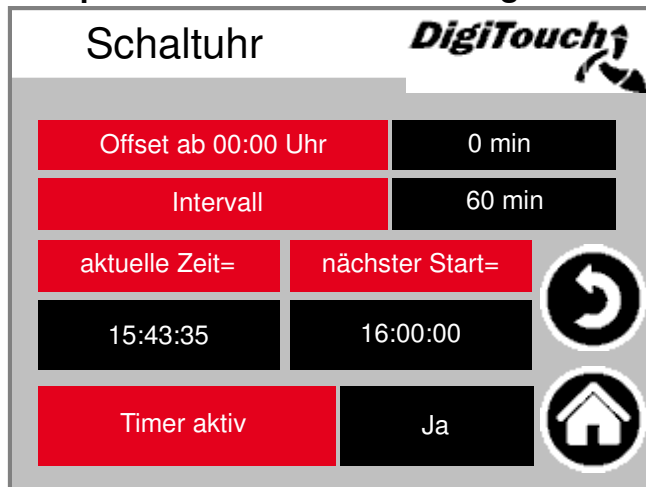 Schaltuhr
DigiTouch
Offset ab 00:00 Uhr 0 min
Intervall 60 min
aktuelle Zeit= nächster Start=
15:43:35 16:00:00
Timer aktiv Ja